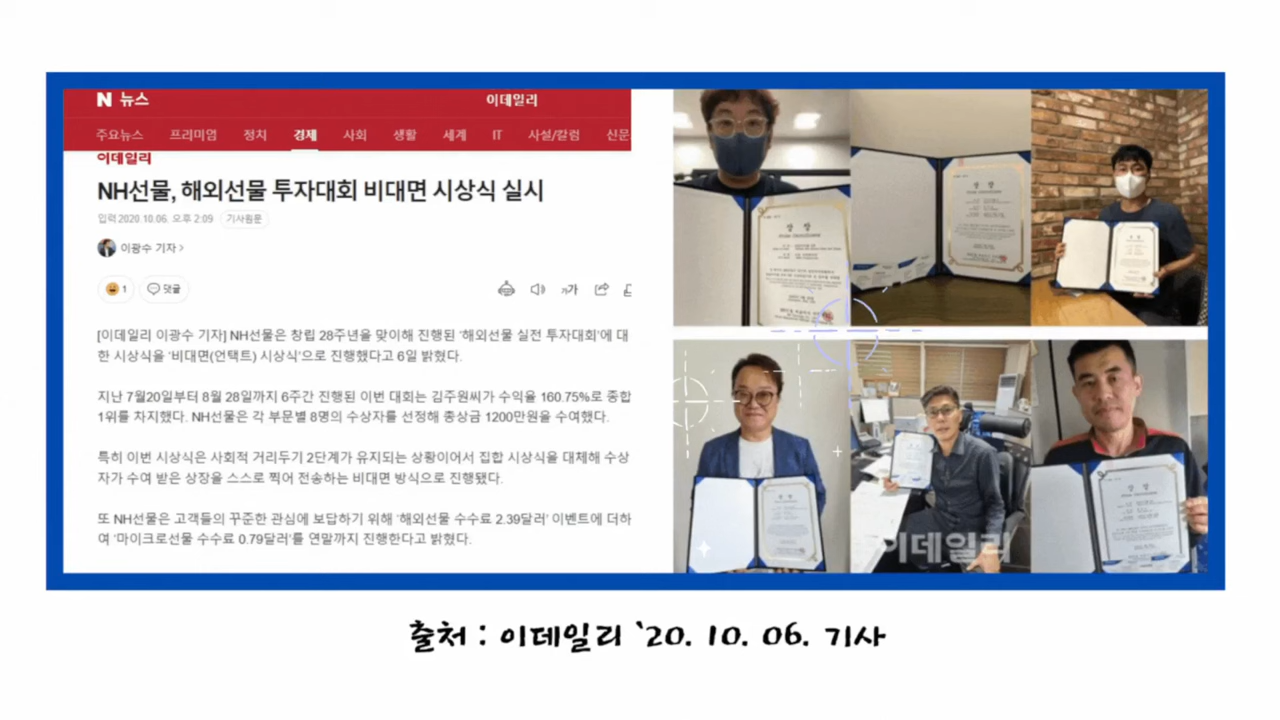 N 뉴스
이데일리
주요뉴스 프리미엄 정치 경제 사회 생활 세계 IT 사설/칼럼 신문
이데일리
NH선물, 해외선물 투자대회 비대면 시상식 실시
입력 2020.10.06. 오후 2:09 기사원문
이광수 기자
1 댓글
가가
[이데일리 이광수 기자] NH선물은 창립 28주년을 맞이해 진행된 '해외선물 실전 투자대회'에 대
한 시상식을 '비대면(언택트) 시상식'으로 진행했다고 6일 밝혔다.
지난 7월20일부터 8월 28일까지 6주간 진행된 이번 대회는 김주원씨가 수익율 160.75%로 종합
1위를 차지했다. NH선물은 각 부문별 8명의 수상자를 선정해 총상금 1200만원을 수여했다.
특히 이번 시상식은 사회적 거리두기 2단계가 유지되는 상황이어서 집합 시상식을 대체해 수상
자가 수여 받은 상장을 스스로 찍어 전송하는 비대면 방식으로 진행됐다.
또 NH선물은 고객들의 꾸준한 관심에 보답하기 위해 '해외선물 수수료 2.39달러' 이벤트에 더하
여 '마이크로선물 수수료 0.79달러'를 연말까지 진행한다고 밝혔다.
상 장
상 장
상 장
이데일리
출처 : 이데일리 '20. 10. 06. 기사